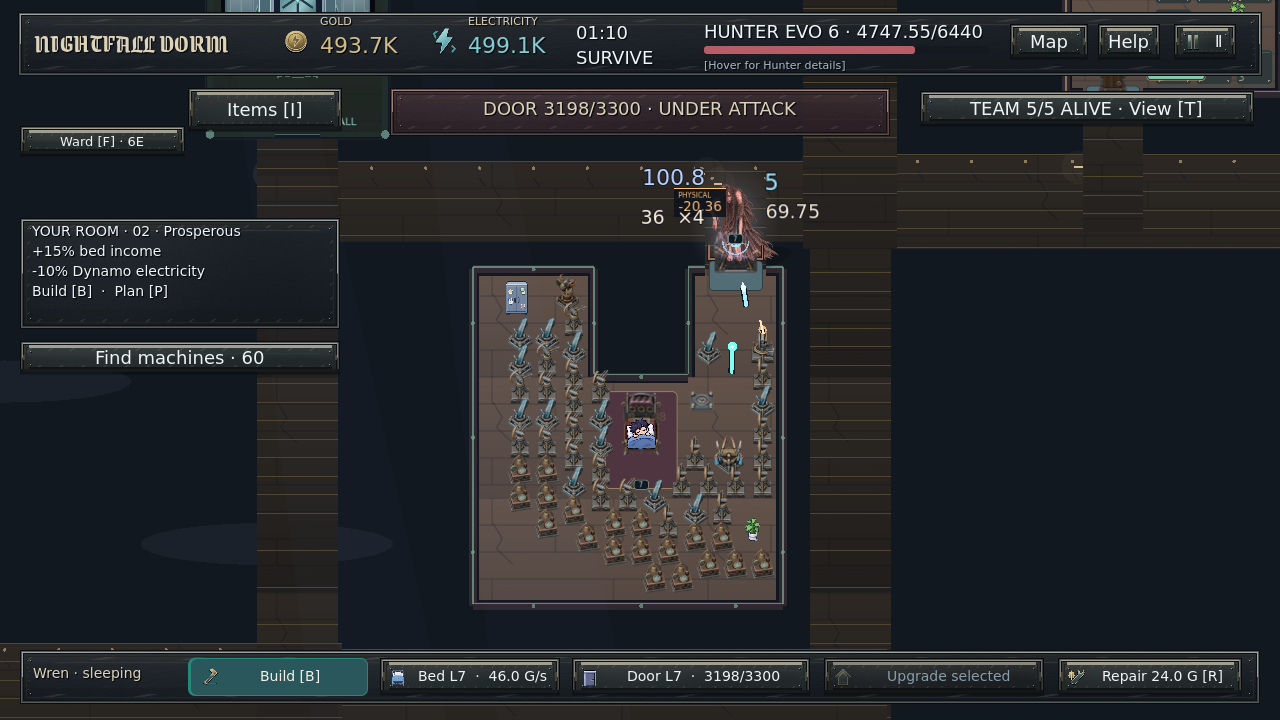 NIGHTFALL DORM
GOLD
493.7K
ELECTRICITY
499.1K
01:10
SURVIVE
HUNTER EVO 6 · 4747.55/6440
[Hover for Hunter details]
Map
Help
II
Items [I]
DOOR 3198/3300 · UNDER ATTACK
TEAM 5/5 ALIVE · View [T]
Ward [F] · 6E
100.8
5
PHYSICAL
-20.36
36 ×4
69.75
YOUR ROOM · 02 · Prosperous
+15% bed income
-10% Dynamo electricity
Build [B] · Plan [P]
Find machines · 60
7
7
Wren · sleeping
Build [B]
Bed L7 · 46.0 G/s
Door L7 · 3198/3300
Upgrade selected
Repair 24.0 G [R]